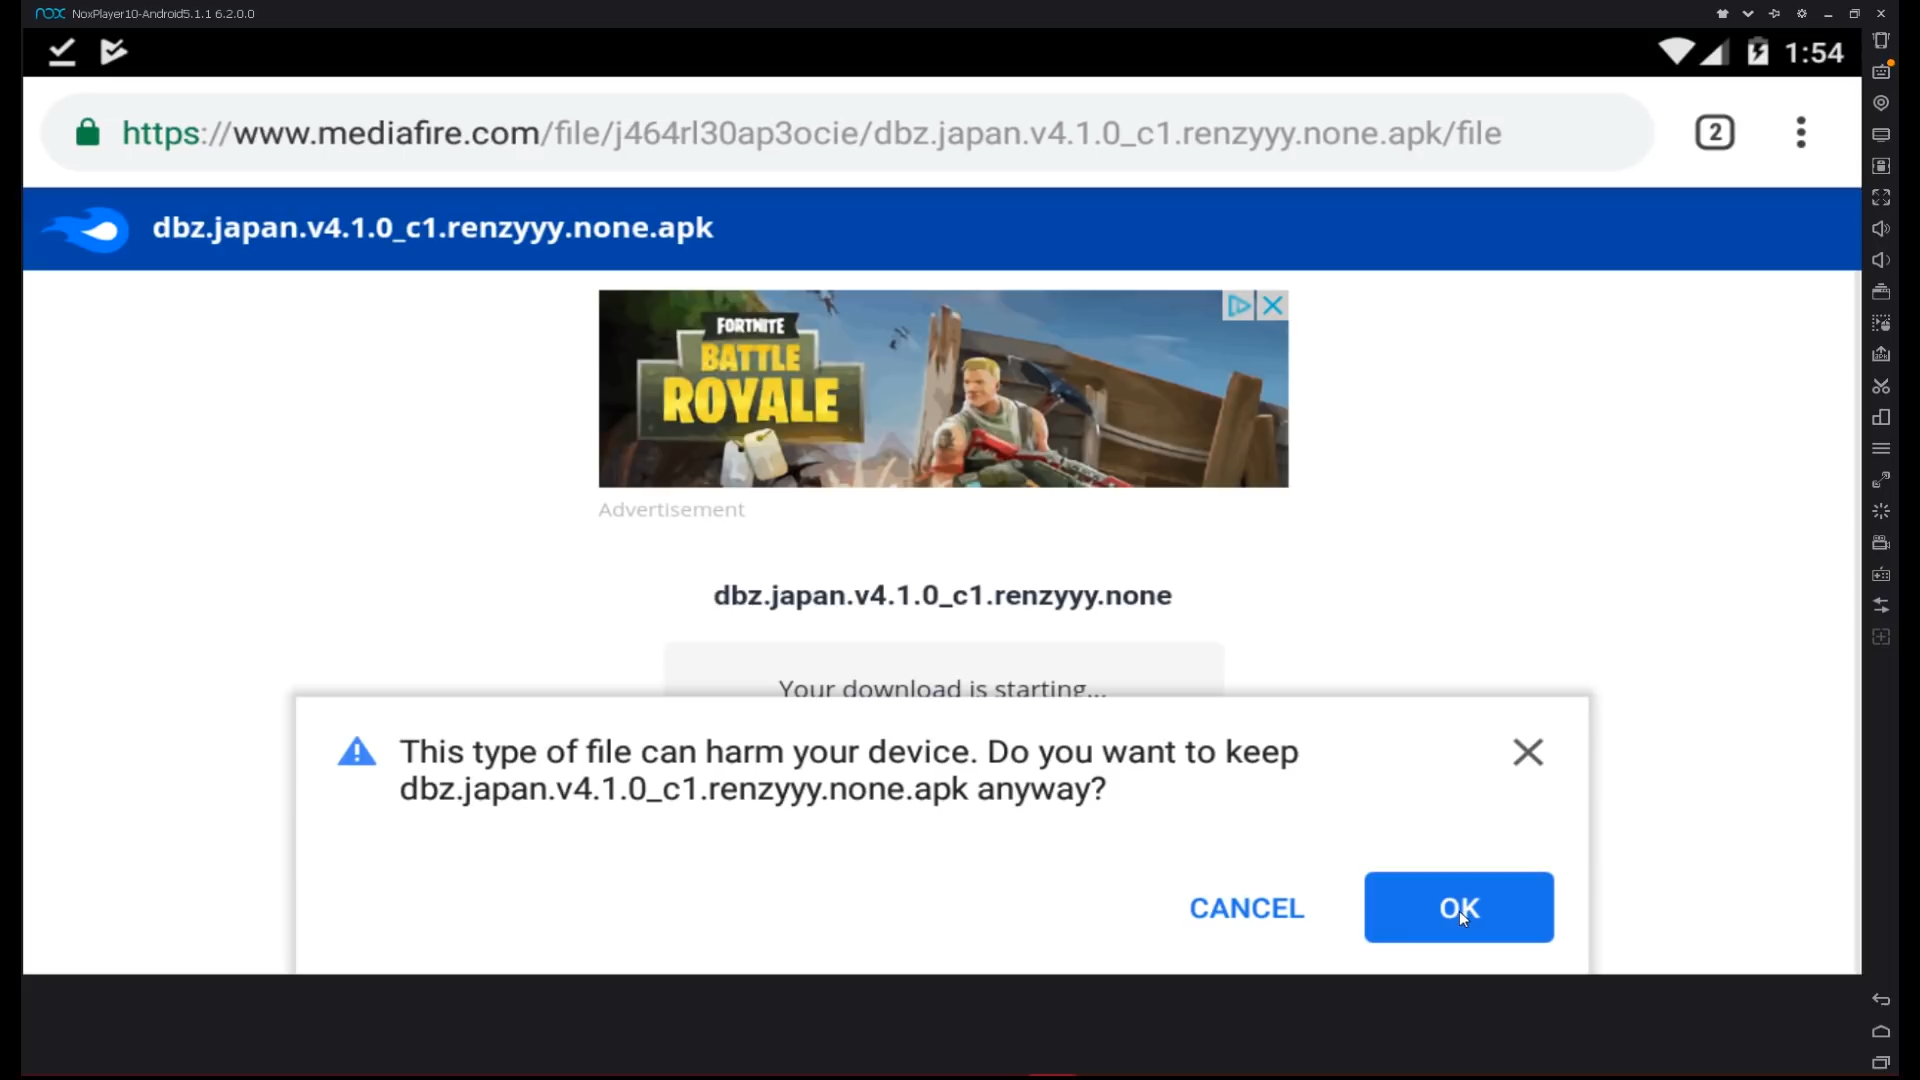 nox NoxPlayer10-Android5.1.1 6.2.0.0
1:54
https://www.mediafire.com/file/j464rl30ap3ocie/dbz.japan.v4.1.0_c1.renzyyy.none.apk/file
2
dbz.japan.v4.1.0_c1.renzyyy.none.apk
FORTNITE
BATTLE
ROYALE
Advertisement
dbz.japan.v4.1.0_c1.renzyyy.none
Your download is starting...
This type of file can harm your device. Do you want to keep
dbz.japan.v4.1.0_c1.renzyyy.none.apk anyway?
CANCEL
OK